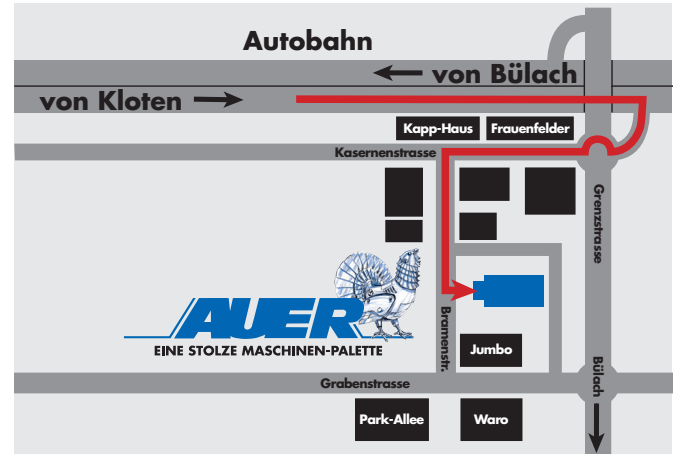 Autobahn
von Bülach
von Kloten
Kapp-Haus
Frauenfelder
Kasernenstrasse
Grenzstrasse
AUER
EINE STOLZE MASCHINEN-PALETTE
Bramenstr.
Jumbo
Bülach
Grabenstrasse
Park-Allee
Waro